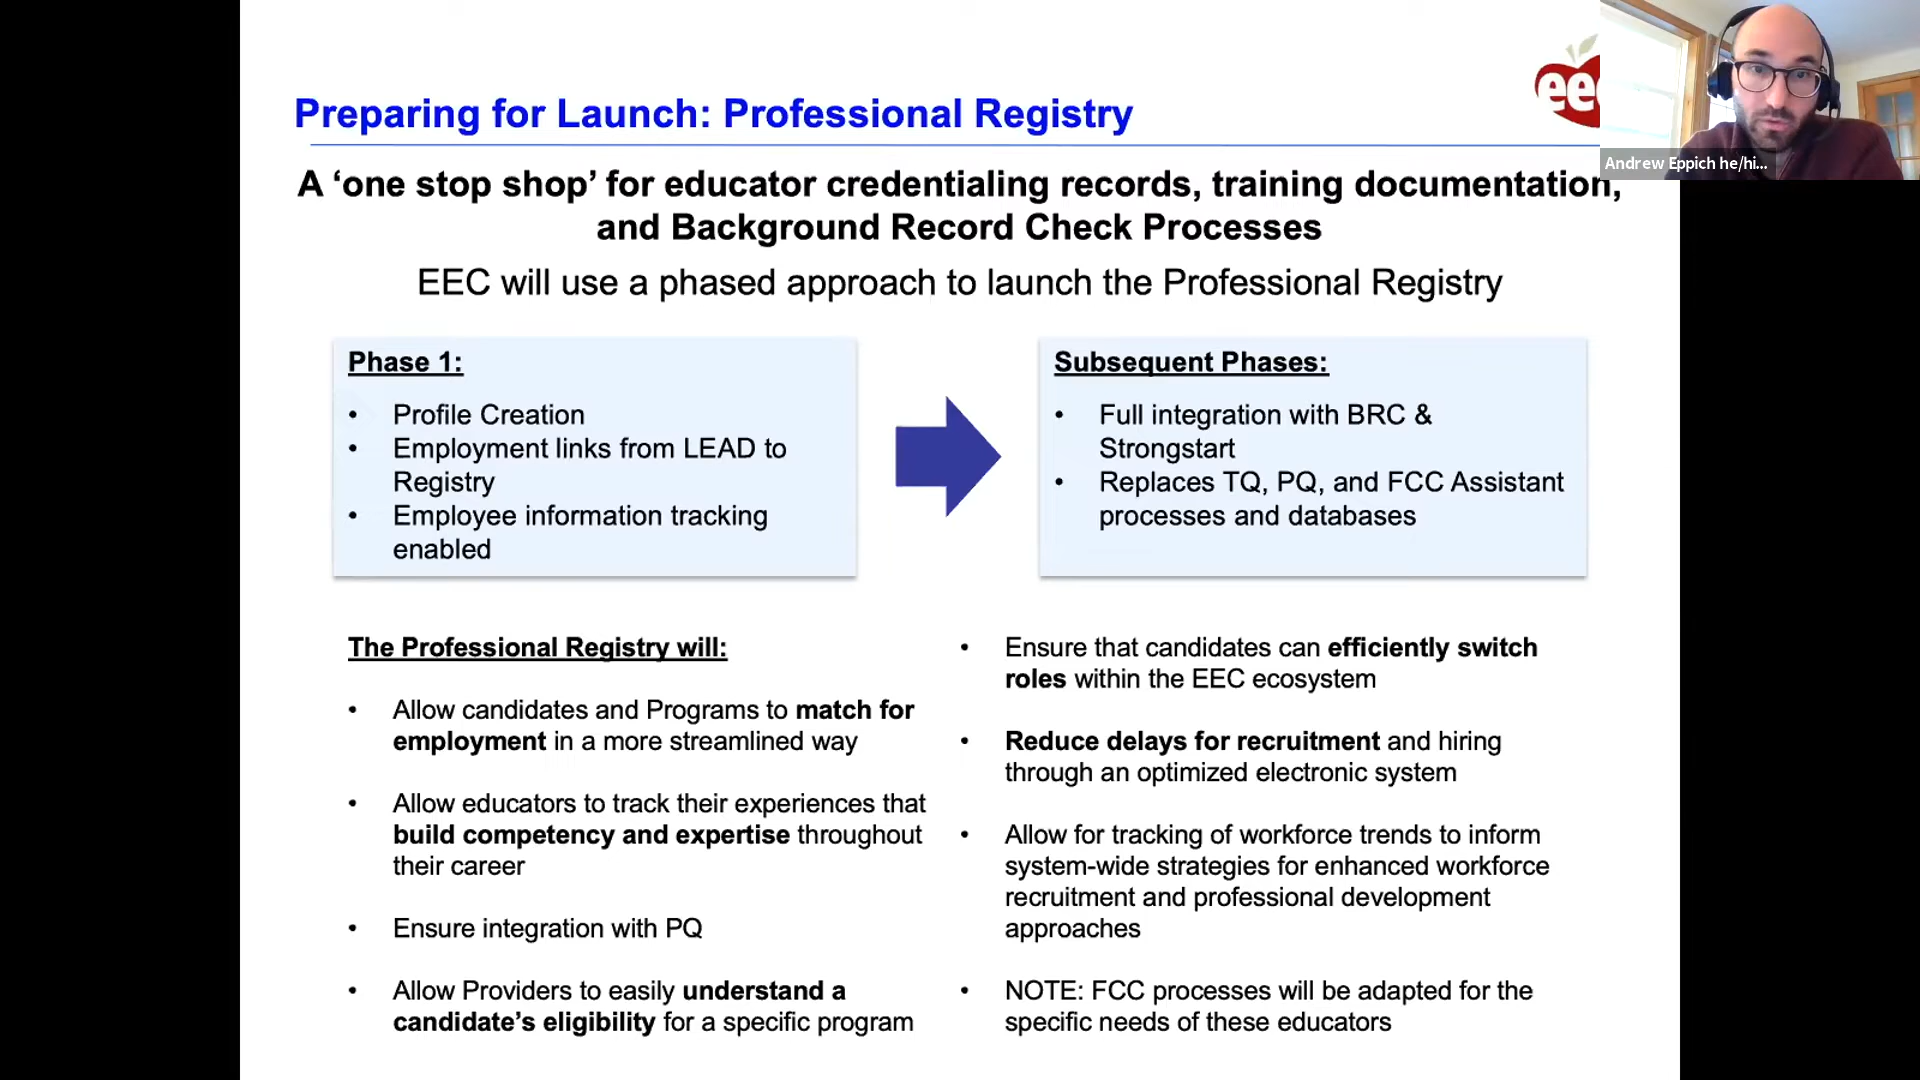 eec
Andrew Eppich he/hi...
Preparing for Launch: Professional Registry
A ‘one stop shop’ for educator credentialing records, training documentation,
and Background Record Check Processes
EEC will use a phased approach to launch the Professional Registry
Phase 1:
• Profile Creation
• Employment links from LEAD to
Registry
• Employee information tracking
enabled
Subsequent Phases:
• Full integration with BRC &
Strongstart
• Replaces TQ, PQ, and FCC Assistant
processes and databases
The Professional Registry will:
• Allow candidates and Programs to match for
employment in a more streamlined way
• Allow educators to track their experiences that
build competency and expertise throughout
their career
• Ensure integration with PQ
• Allow Providers to easily understand a
candidate’s eligibility for a specific program
• Ensure that candidates can efficiently switch
roles within the EEC ecosystem
• Reduce delays for recruitment and hiring
through an optimized electronic system
• Allow for tracking of workforce trends to inform
system-wide strategies for enhanced workforce
recruitment and professional development
approaches
• NOTE: FCC processes will be adapted for the
specific needs of these educators